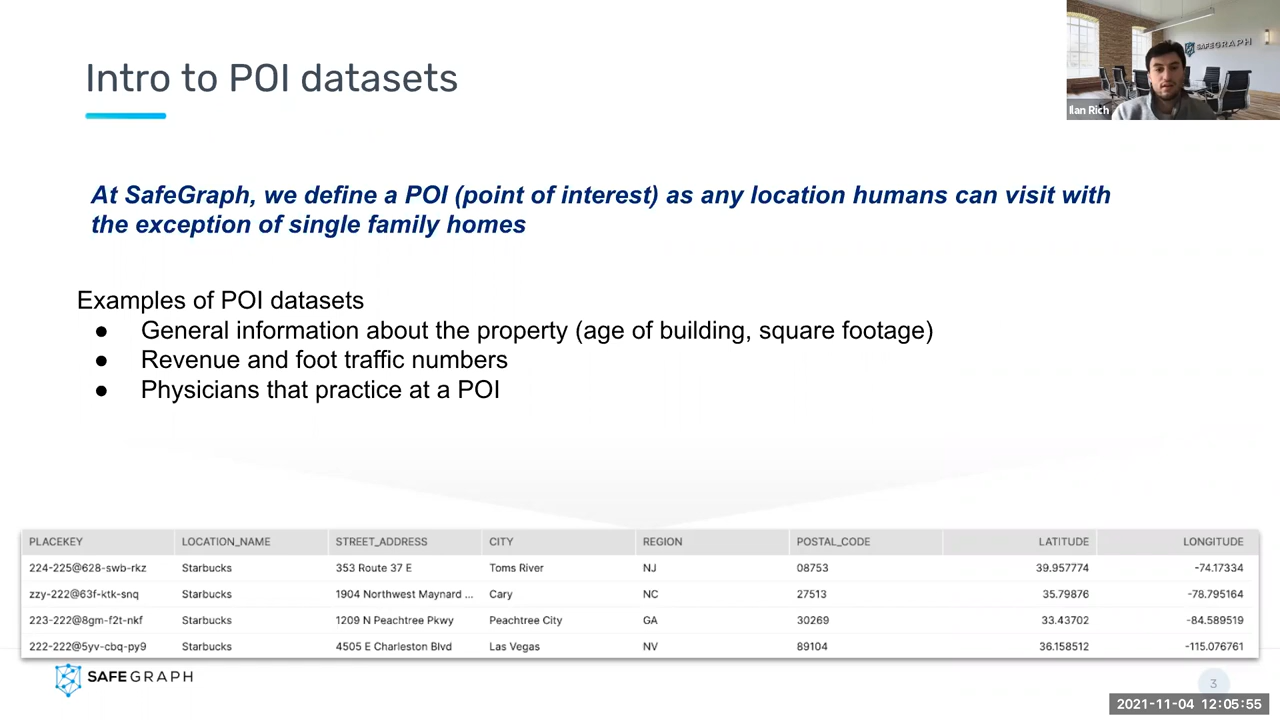 Intro to POI datasets
SAFEGRAPH
Ilan Rich
At SafeGraph, we define a POI (point of interest) as any location humans can visit with
the exception of single family homes
Examples of POI datasets
● General information about the property (age of building, square footage)
● Revenue and foot traffic numbers
● Physicians that practice at a POI
PLACEKEY LOCATION_NAME STREET_ADDRESS CITY REGION POSTAL_CODE LATITUDE LONGITUDE
224-225@628-swb-rkz Starbucks 353 Route 37 E Toms River NJ 08753 39.957774 -74.17334
zzy-222@63f-ktk-snq Starbucks 1904 Northwest Maynard ... Cary NC 27513 35.79876 -78.795164
223-222@8gm-f2t-nkf Starbucks 1209 N Peachtree Pkwy Peachtree City GA 30269 33.43702 -84.589519
222-222@5yv-cbq-py9 Starbucks 4505 E Charleston Blvd Las Vegas NV 89104 36.158512 -115.076761
SAFEGRAPH
3
2021-11-04 12:05:55